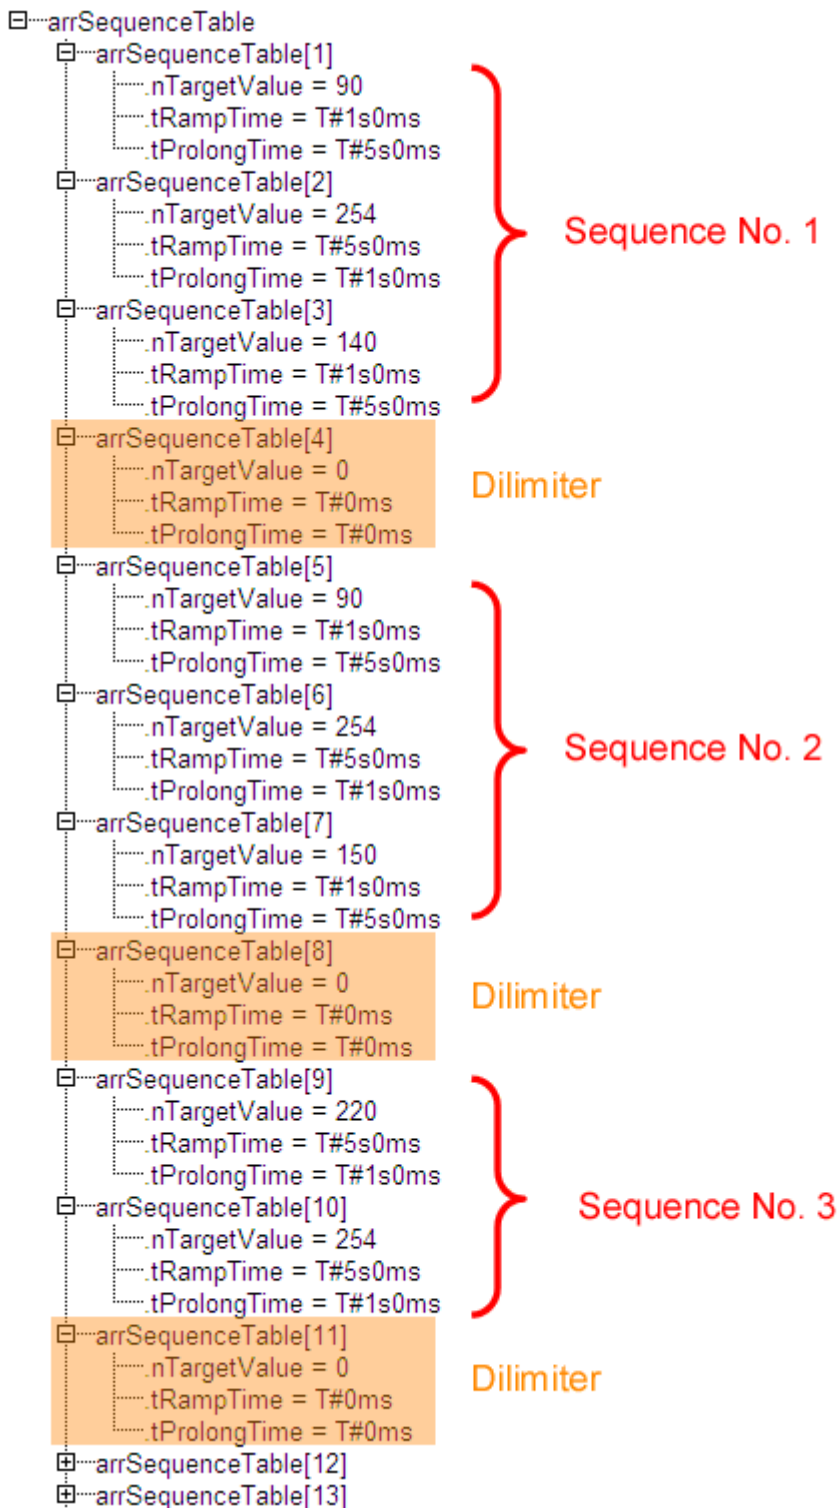 arrSequenceTable
arrSequenceTable[1]
.nTargetValue = 90
.tRampTime = T#1s0ms
.tProlongTime = T#5s0ms
arrSequenceTable[2]
.nTargetValue = 254
.tRampTime = T#5s0ms
.tProlongTime = T#1s0ms
arrSequenceTable[3]
.nTargetValue = 140
.tRampTime = T#1s0ms
.tProlongTime = T#5s0ms
Sequence No. 1
arrSequenceTable[4]
.nTargetValue = 0
.tRampTime = T#0ms
.tProlongTime = T#0ms
Dilimiter
arrSequenceTable[5]
.nTargetValue = 90
.tRampTime = T#1s0ms
.tProlongTime = T#5s0ms
arrSequenceTable[6]
.nTargetValue = 254
.tRampTime = T#5s0ms
.tProlongTime = T#1s0ms
arrSequenceTable[7]
.nTargetValue = 150
.tRampTime = T#1s0ms
.tProlongTime = T#5s0ms
Sequence No. 2
arrSequenceTable[8]
.nTargetValue = 0
.tRampTime = T#0ms
.tProlongTime = T#0ms
Dilimiter
arrSequenceTable[9]
.nTargetValue = 220
.tRampTime = T#5s0ms
.tProlongTime = T#1s0ms
arrSequenceTable[10]
.nTargetValue = 254
.tRampTime = T#5s0ms
.tProlongTime = T#1s0ms
Sequence No. 3
arrSequenceTable[11]
.nTargetValue = 0
.tRampTime = T#0ms
.tProlongTime = T#0ms
Dilimiter
arrSequenceTable[12]
arrSequenceTable[13]